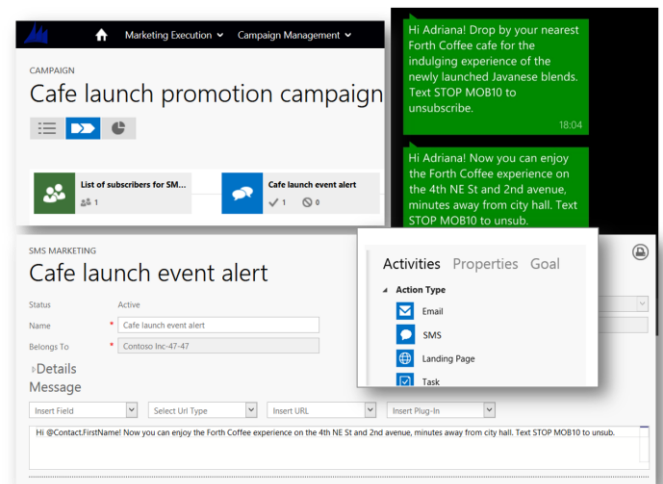 Marketing Execution
Campaign Management
CAMPAIGN
Cafe launch promotion campaign
List of subscribers for SM...
1
Cafe launch event alert
1 0
Hi Adriana! Drop by your nearest
Forth Coffee cafe for the
indulging experience of the
newly launched Javanese blends.
Text STOP MOB10 to
unsubscribe.
18:04
Hi Adriana! Now you can enjoy
the Forth Coffee experience on
the 4th NE St and 2nd avenue,
minutes away from city hall. Text
STOP MOB10 to unsub.
SMS MARKETING
Cafe launch event alert
Status Active
Name * Cafe launch event alert
Belongs To * Contoso Inc-47-47
Details
Message
Insert Field Select Url Type Insert URL Insert Plug-In
Hi @Contact.FirstName! Now you can enjoy the Forth Coffee experience on the 4th NE St and 2nd avenue, minutes away from city hall. Text STOP MOB10 to unsub.
Activities Properties Goal
Action Type
Email
SMS
Landing Page
Task